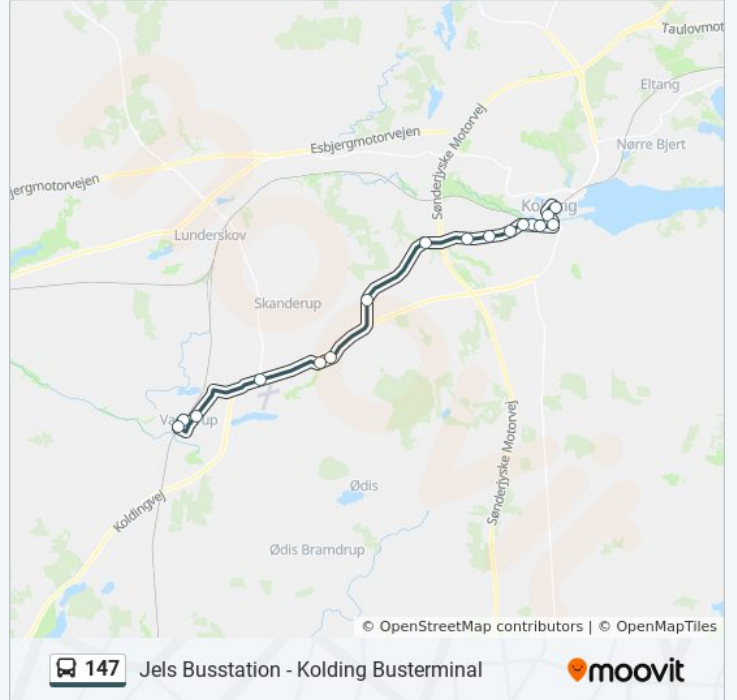 Taulovmot
Eltang
Sønderjyske Motorvej
Esbjergmotorvejen
Nørre Bjert
jergmotorvejen
Kolding
Lunderskov
Skanderup
Vamdrup
Sønderjyske Motorvej
Ødis
Koldingvej
Ødis Bramdrup
© OpenStreetMap contributors | © OpenMapTiles
147 Jels Busstation - Kolding Busterminal moovit